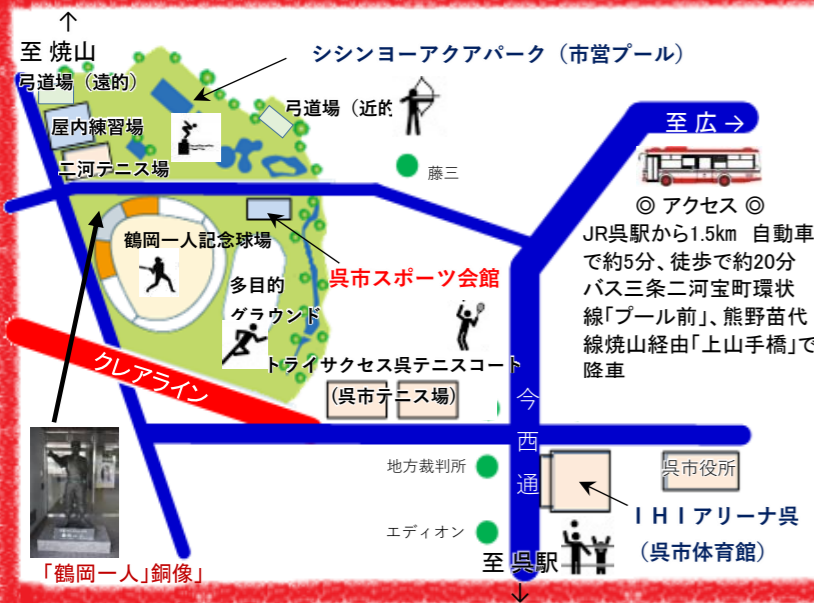 ↑
至 焼山
シシンヨーアクアパーク（市営プール）
弓道場（遠的）
弓道場（近的
屋内練習場
至 広 →
二河テニス場
藤三
◎ アクセス ◎
JR呉駅から1.5km 自動車
で約5分、徒歩で約20分
バス三条二河宝町環状
線「プール前」、熊野苗代
線焼山経由「上山手橋」で
降車
鶴岡一人記念球場
呉市スポーツ会館
多目的
グラウンド
クレアライン
トライサクセス呉テニスコート
(呉市テニス場)
今西通
地方裁判所
呉市役所
エディオン
ＩＨＩアリーナ呉
（呉市体育館）
至 呉駅
↓
「鶴岡一人」銅像」